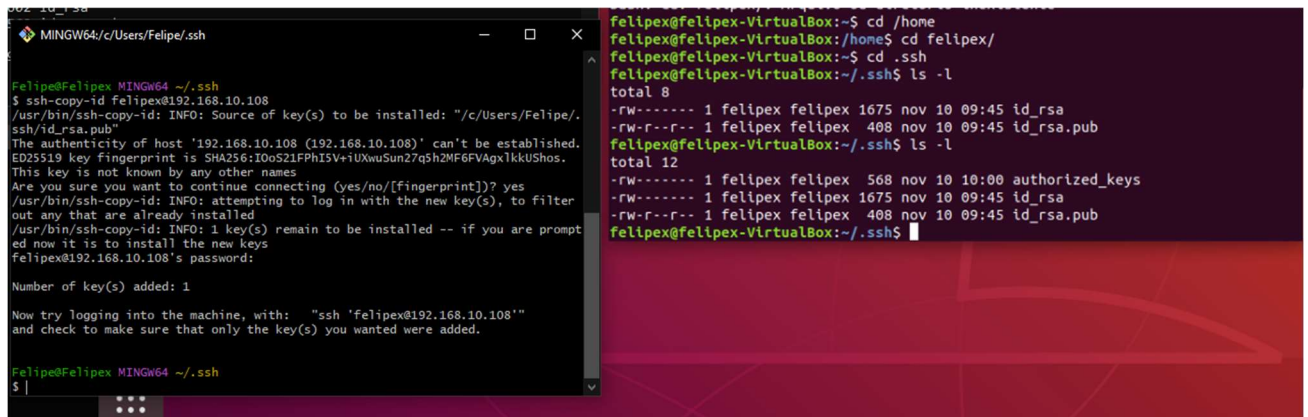 MINGW64:/c/Users/Felipe/.ssh
Felipe@Felipex MINGW64 ~/.ssh
$ ssh-copy-id felipex@192.168.10.108
/usr/bin/ssh-copy-id: INFO: Source of key(s) to be installed: "/c/Users/Felipe/.
ssh/id_rsa.pub"
The authenticity of host '192.168.10.108 (192.168.10.108)' can't be established.
ED25519 key fingerprint is SHA256:IOoS21FPhI5V+iUXwuSun27q5h2MF6FVAgxlkkUShos.
This key is not known by any other names
Are you sure you want to continue connecting (yes/no/[fingerprint])? yes
/usr/bin/ssh-copy-id: INFO: attempting to log in with the new key(s), to filter
out any that are already installed
/usr/bin/ssh-copy-id: INFO: 1 key(s) remain to be installed -- if you are prompt
ed now it is to install the new keys
felipex@192.168.10.108's password:
Number of key(s) added: 1
Now try logging into the machine, with:   "ssh 'felipex@192.168.10.108'"
and check to make sure that only the key(s) you wanted were added.
Felipe@Felipex MINGW64 ~/.ssh
$
felipex@felipex-VirtualBox:~$ cd /home
felipex@felipex-VirtualBox:/home$ cd felipex/
felipex@felipex-VirtualBox:~$ cd .ssh
felipex@felipex-VirtualBox:~/.ssh$ ls -l
total 8
-rw------- 1 felipex felipex 1675 nov 10 09:45 id_rsa
-rw-r--r-- 1 felipex felipex  408 nov 10 09:45 id_rsa.pub
felipex@felipex-VirtualBox:~/.ssh$ ls -l
total 12
-rw------- 1 felipex felipex  568 nov 10 10:00 authorized_keys
-rw------- 1 felipex felipex 1675 nov 10 09:45 id_rsa
-rw-r--r-- 1 felipex felipex  408 nov 10 09:45 id_rsa.pub
felipex@felipex-VirtualBox:~/.ssh$